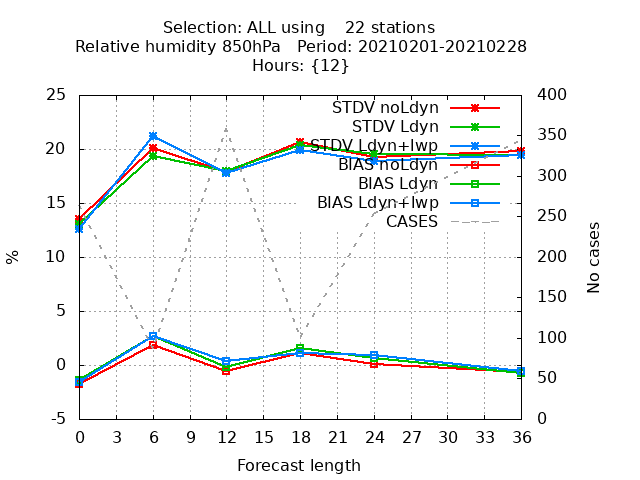 Selection: ALL using 22 stations
Relative humidity 850hPa Period: 20210201-20210228
Hours: {12}
25 400
STDV noLdyn
STDV Ldyn 350
20 STDV Ldyn+lwp
BIAS noLdyn 300
BIAS Ldyn
15 BIAS Ldyn+lwp 250
CASES
% 10 200 No cases
5 150
100
0 50
-5 0
0 3 6 9 12 15 18 21 24 27 30 33 36
Forecast length